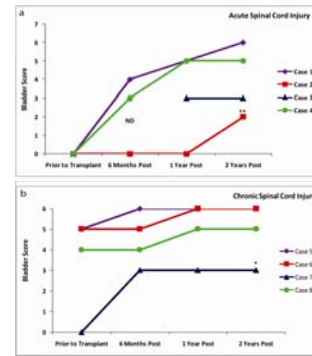 a
Acute Spinal Cord Injury
Bladder Score
7
6
5
4
3
2
1
0
ND
**
Prior to Transplant
6 Months Post
1 Year Post
2 Years Post
Case 1
Case 2
Case 3
Case 4
b
Chronic Spinal Cord Injury
Bladder Score
6
5
4
3
2
1
0
*
Prior to Transplant
6 Months Post
1 Year Post
2 Years Post
Case 5
Case 6
Case 7
Case 8